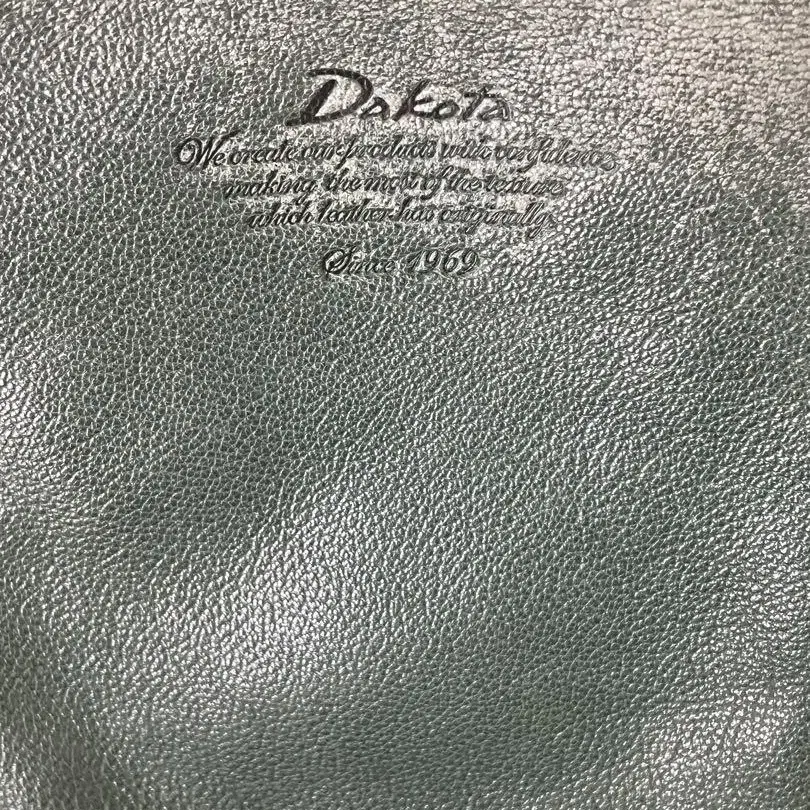 Dakota
We create our products with confidence
making the most of the texture
which leather has originally.
Since 1969